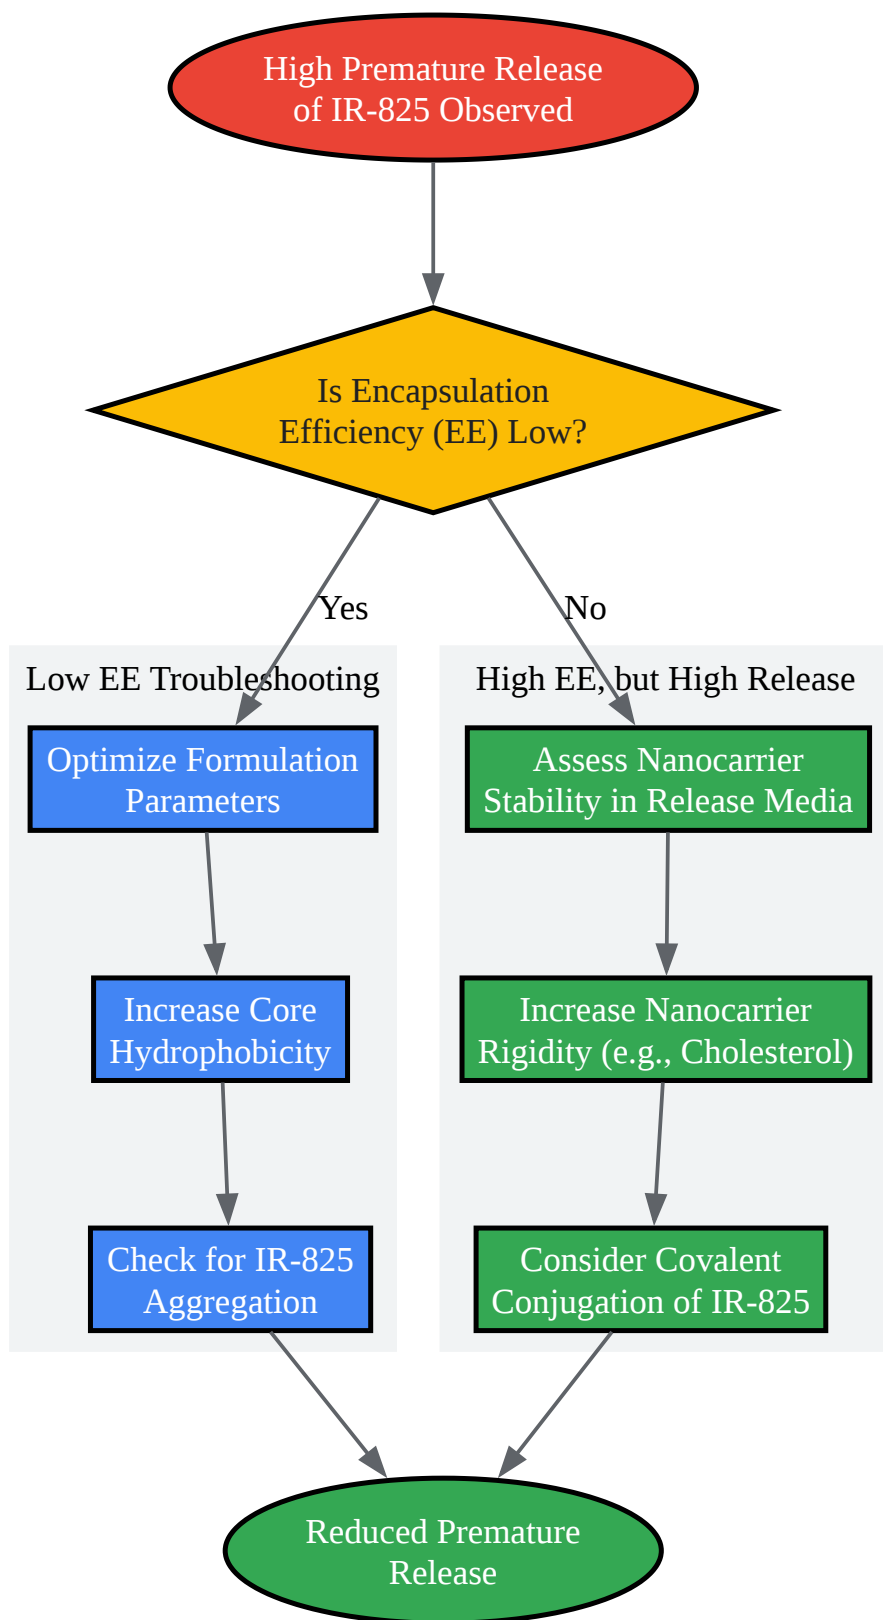 High Premature Release
of IR-825 Observed
Is Encapsulation
Efficiency (EE) Low?
Yes
No
Low EE Troubleshooting
Optimize Formulation
Parameters
Increase Core
Hydrophobicity
Check for IR-825
Aggregation
High EE, but High Release
Assess Nanocarrier
Stability in Release Media
Increase Nanocarrier
Rigidity (e.g., Cholesterol)
Consider Covalent
Conjugation of IR-825
Reduced Premature
Release